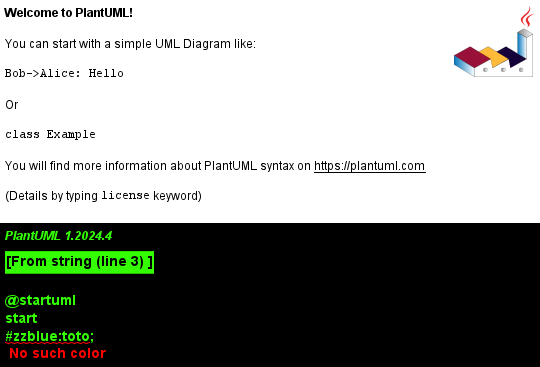 Welcome to PlantUML!
You can start with a simple UML Diagram like:
Bob->Alice: Hello
Or
class Example
You will find more information about PlantUML syntax on https://plantuml.com
(Details by typing license keyword)
PlantUML 1.2024.4
[From string (line 3) ]
@startuml
start
#zzblue:toto;
No such color